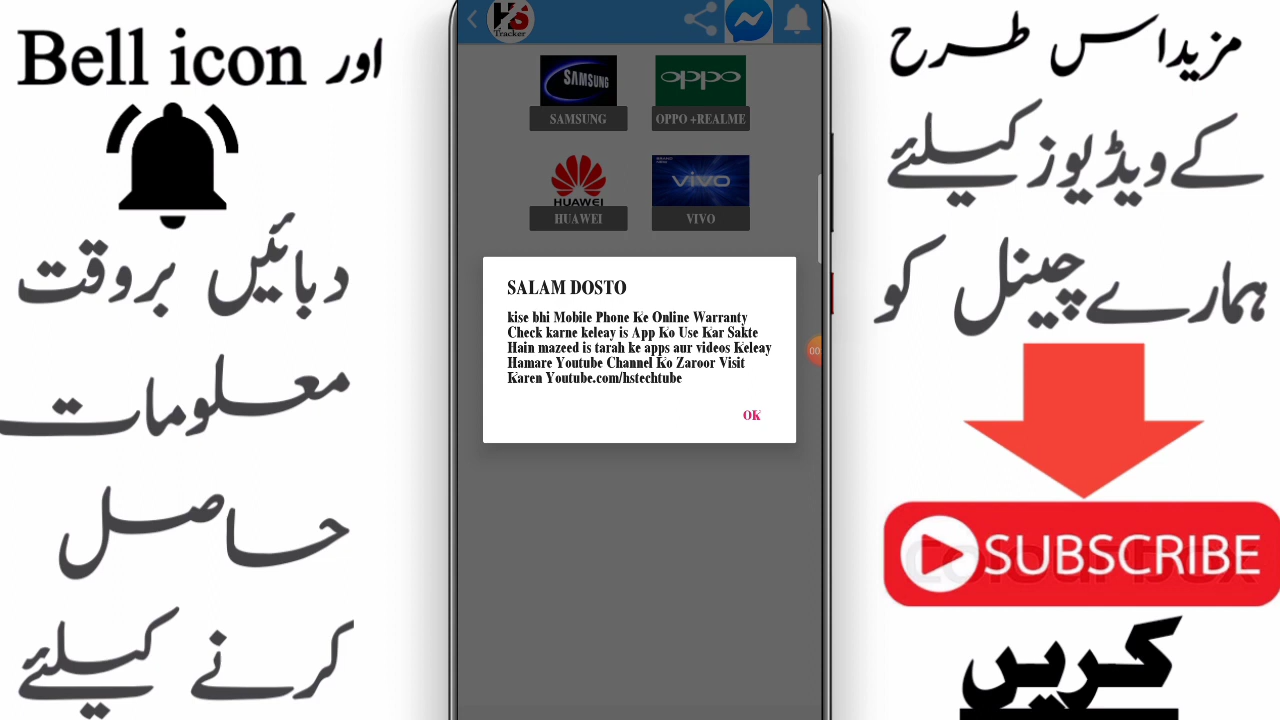 مزید اس طرح
کے ویڈیوز کیلئے
ہمارے چینل کو
SUBSCRIBE
کریں
اور Bell icon
دبائیں بروقت
معلومات
حاصل
کرنے کیلئے
HS
Tracker
SAMSUNG
SAMSUNG
oppo
OPPO +REALME
HUAWEI
HUAWEI
vivo
VIVO
SALAM DOSTO
kise bhi Mobile Phone Ke Online Warranty
Check karne keleay is App Ko Use Kar Sakte
Hain mazeed is tarah ke apps aur videos Keleay
Hamare Youtube Channel Ko Zaroor Visit
Karen Youtube.com/hstechtube
OK
00